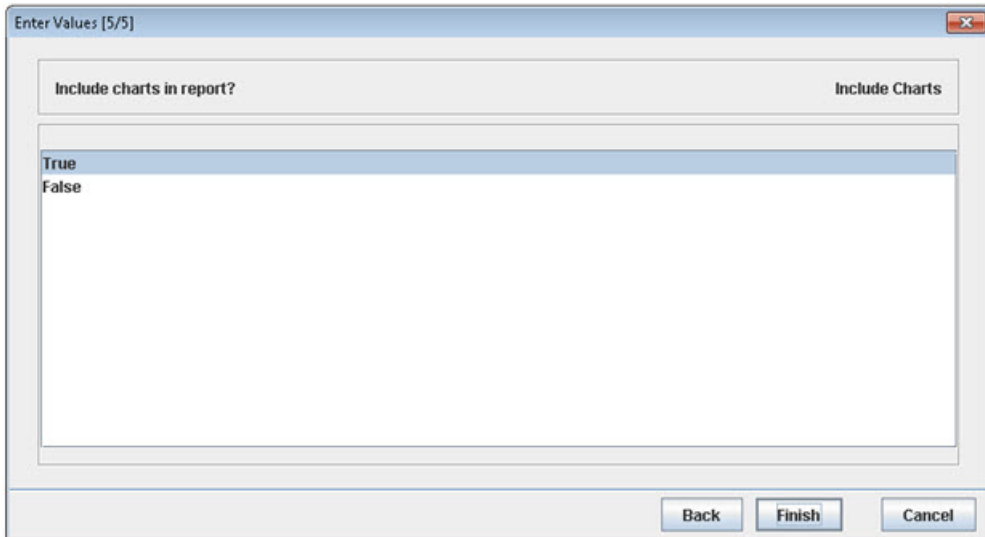 Enter Values [5/5]
Include charts in report? Include Charts
True
False
Back Finish Cancel